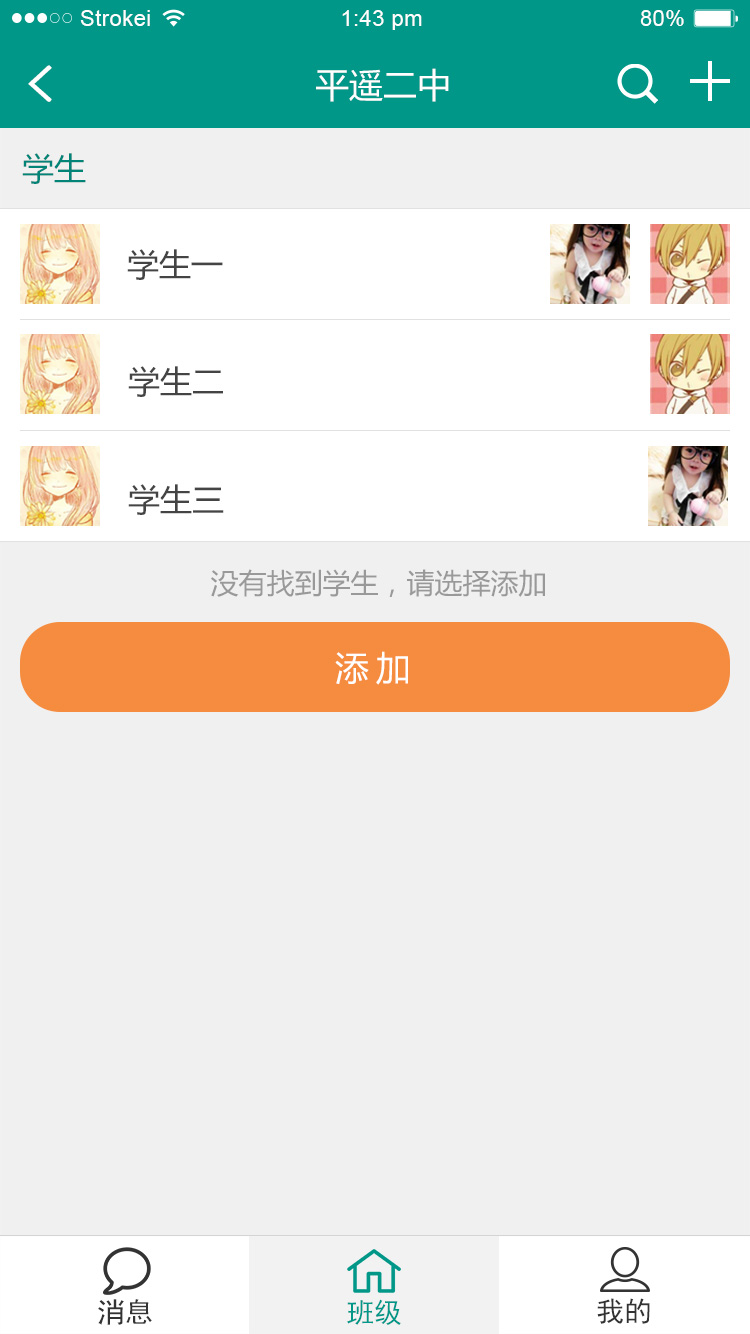 Strokei 1:43 pm 80%
平遥二中
学生
学生一
学生二
学生三
没有找到学生，请选择添加
添加
消息 班级 我的